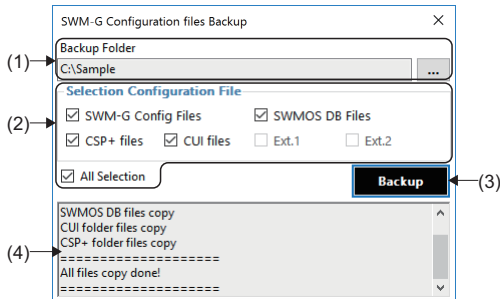 SWM-G Configuration files Backup
Backup Folder
(1)
C:\Sample
...
Selection Configuration File
(2)
SWM-G Config Files SWMOS DB Files
CSP+ files CUI files Ext.1 Ext.2
All Selection
Backup
(3)
SWMOS DB files copy
CUI folder files copy
CSP+ folder files copy
(4)
====================
All files copy done!
====================